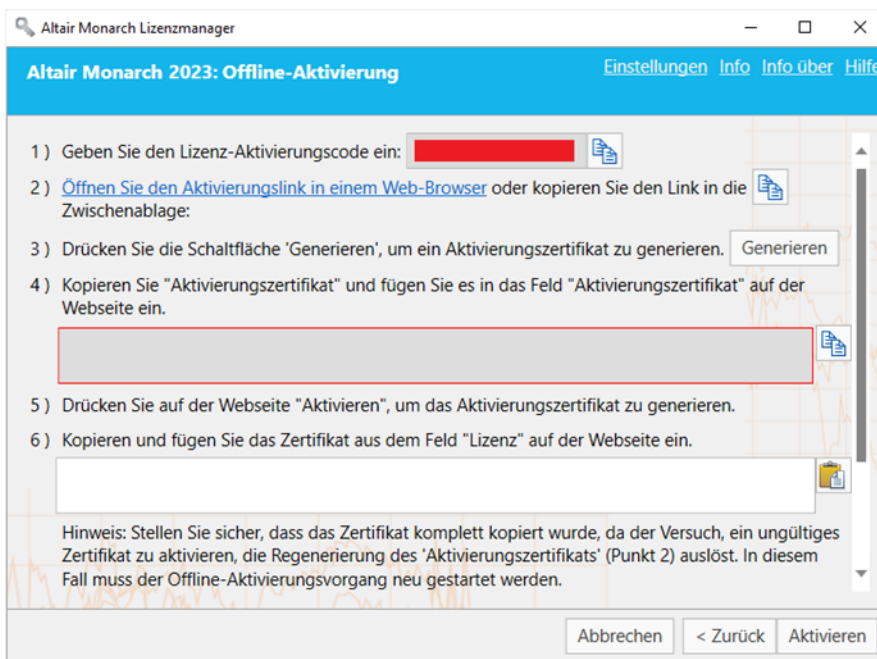 Altair Monarch Lizenzmanager
Altair Monarch 2023: Offline-Aktivierung
Einstellungen Info Info über Hilfe
1 ) Geben Sie den Lizenz-Aktivierungscode ein:
2 ) Öffnen Sie den Aktivierungslink in einem Web-Browser oder kopieren Sie den Link in die
Zwischenablage:
3 ) Drücken Sie die Schaltfläche 'Generieren', um ein Aktivierungszertifikat zu generieren. Generieren
4 ) Kopieren Sie "Aktivierungszertifikat" und fügen Sie es in das Feld "Aktivierungszertifikat" auf der
Webseite ein.
5 ) Drücken Sie auf der Webseite "Aktivieren", um das Aktivierungszertifikat zu generieren.
6 ) Kopieren und fügen Sie das Zertifikat aus dem Feld "Lizenz" auf der Webseite ein.
Hinweis: Stellen Sie sicher, dass das Zertifikat komplett kopiert wurde, da der Versuch, ein ungültiges
Zertifikat zu aktivieren, die Regenerierung des 'Aktivierungszertifikats' (Punkt 2) auslöst. In diesem
Fall muss der Offline-Aktivierungsvorgang neu gestartet werden.
Abbrechen < Zurück Aktivieren